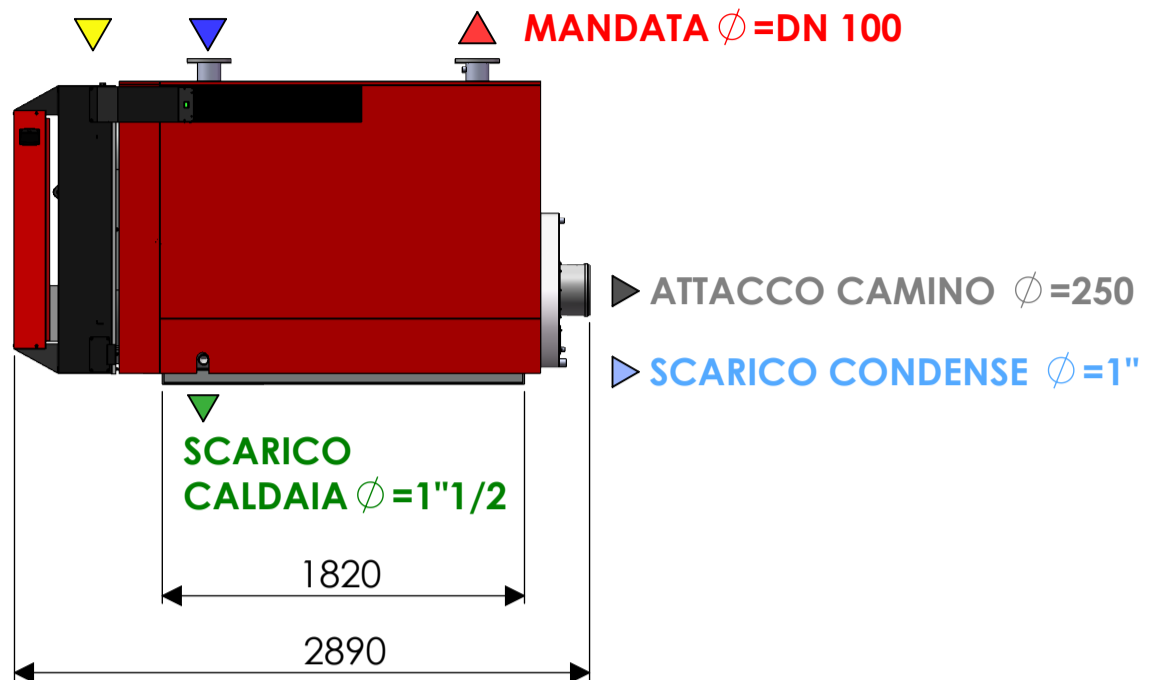 MANDATA ∅=DN 100
ATTACCO CAMINO ∅=250
SCARICO CONDENSE ∅=1"
SCARICO
CALDAIA ∅=1"1/2
1820
2890